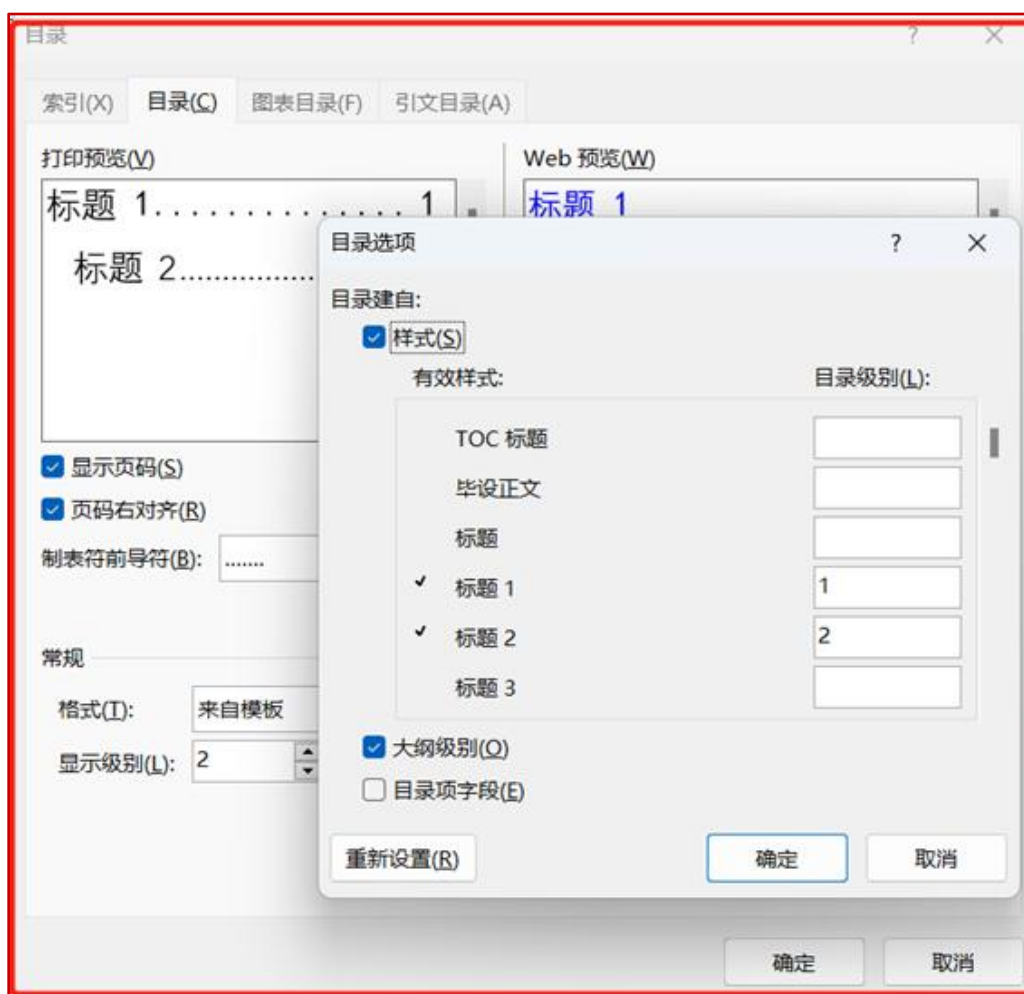 目录
索引(X) 目录(C) 图表目录(F) 引文目录(A)
打印预览(V)
标题 1.............. 1
标题 2................
Web 预览(W)
标题 1
显示页码(S)
页码右对齐(R)
制表符前导符(B): .......
常规
格式(T): 来自模板
显示级别(L): 2
目录选项
目录建自:
样式(S)
有效样式: 目录级别(L):
TOC 标题
毕设正文
标题
标题 1 1
标题 2 2
标题 3
大纲级别(O)
目录项字段(E)
重新设置(R) 确定 取消
确定 取消